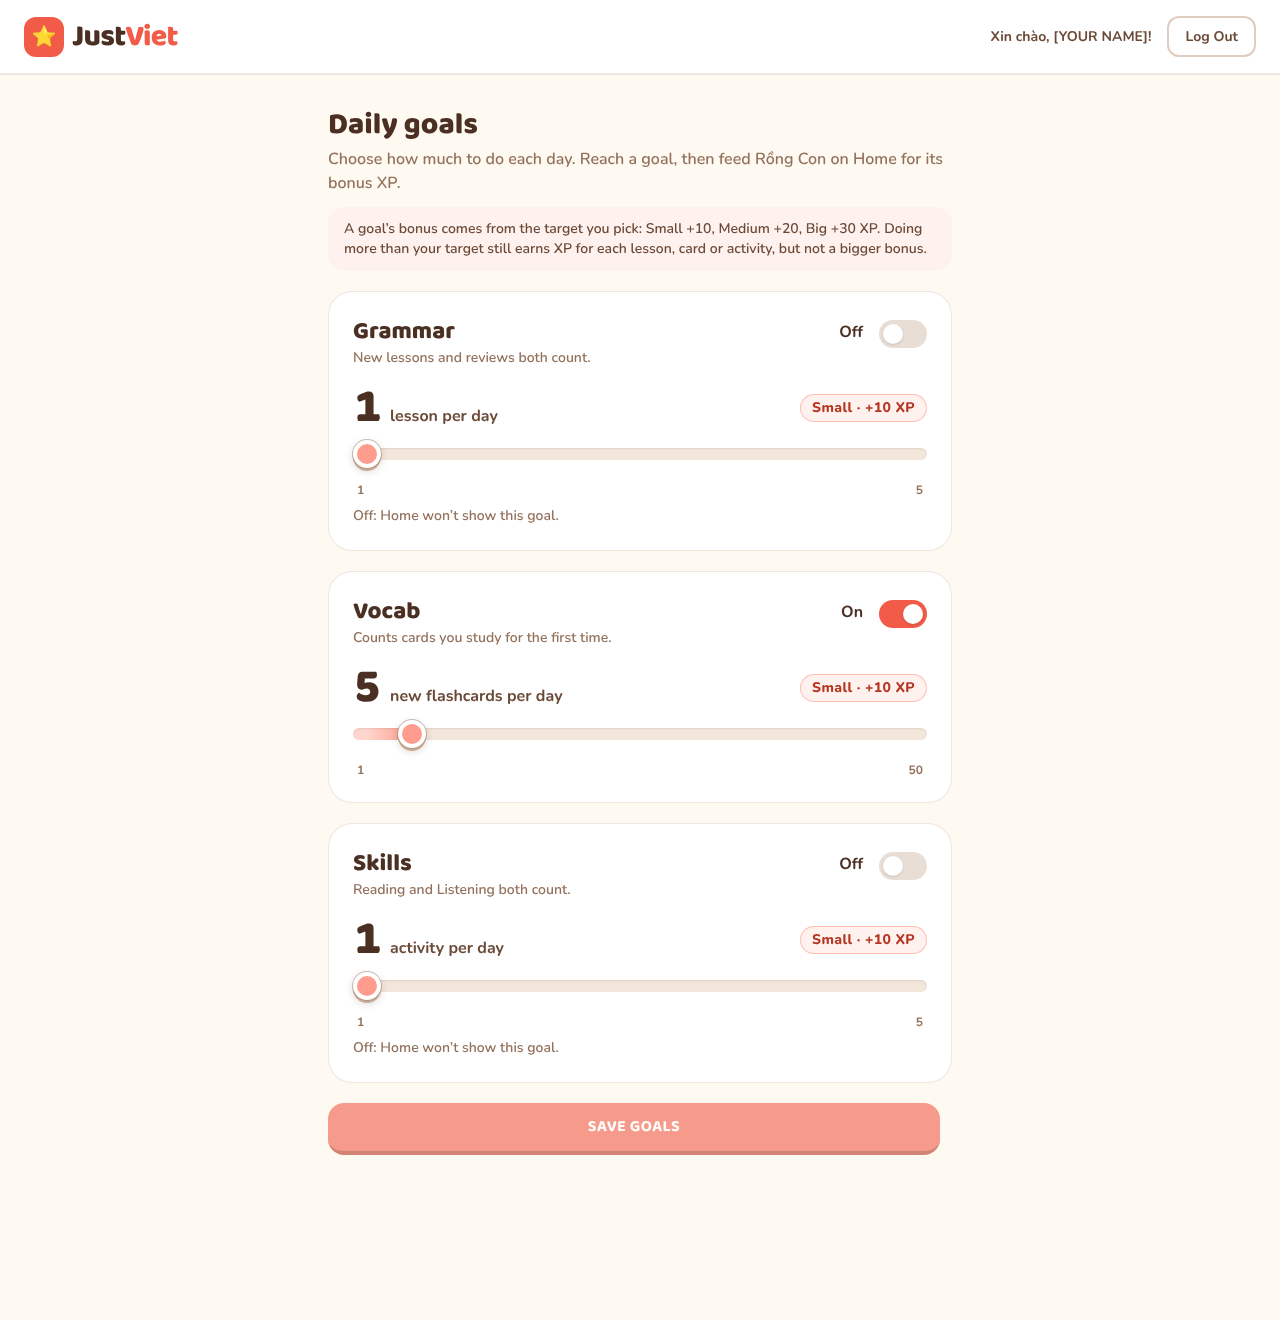 JustViet
Xin chào, [YOUR NAME]!
Log Out
Daily goals
Choose how much to do each day. Reach a goal, then feed Rồng Con on Home for its
bonus XP.
A goal's bonus comes from the target you pick: Small +10, Medium +20, Big +30 XP. Doing
more than your target still earns XP for each lesson, card or activity, but not a bigger bonus.
Grammar
Off
New lessons and reviews both count.
1 lesson per day
Small · +10 XP
1
5
Off: Home won't show this goal.
Vocab
On
Counts cards you study for the first time.
5 new flashcards per day
Small · +10 XP
1
50
Skills
Off
Reading and Listening both count.
1 activity per day
Small · +10 XP
1
5
Off: Home won't show this goal.
SAVE GOALS